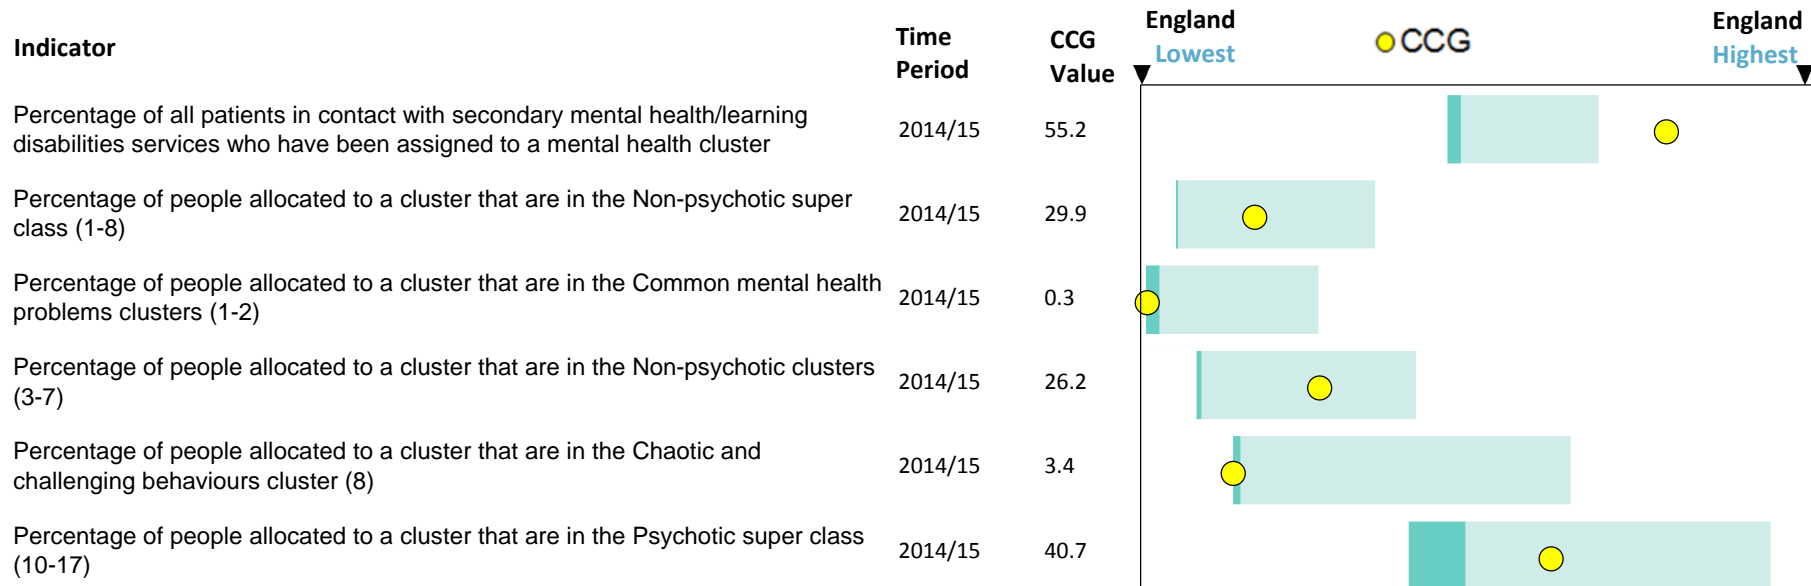 Indicator
Time Period
CCG Value
England Lowest
CCG
England Highest
Percentage of all patients in contact with secondary mental health/learning
disabilities services who have been assigned to a mental health cluster
2014/15
55.2
Percentage of people allocated to a cluster that are in the Non-psychotic super
class (1-8)
2014/15
29.9
Percentage of people allocated to a cluster that are in the Common mental health
problems clusters (1-2)
2014/15
0.3
Percentage of people allocated to a cluster that are in the Non-psychotic clusters
(3-7)
2014/15
26.2
Percentage of people allocated to a cluster that are in the Chaotic and
challenging behaviours cluster (8)
2014/15
3.4
Percentage of people allocated to a cluster that are in the Psychotic super class
(10-17)
2014/15
40.7